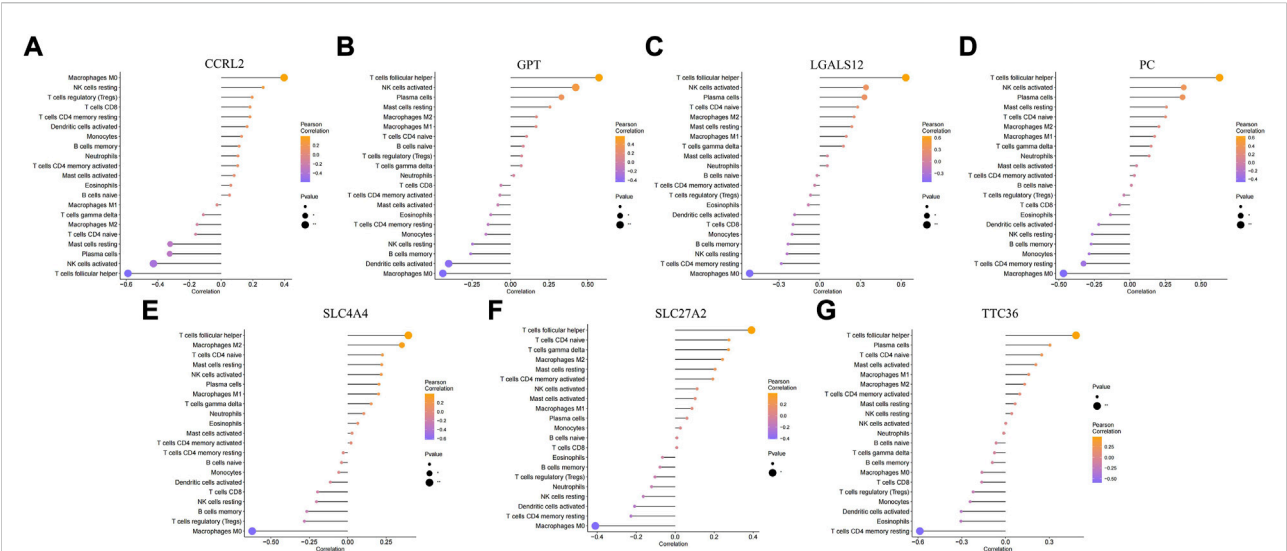 A
CCRL2
Macrophages M0
NK cells resting
T cells regulatory (Tregs)
T cells CD8
T cells CD4 memory resting
Dendritic cells activated
Monocytes
B cells memory
Neutrophils
T cells CD4 memory activated
Mast cells activated
Eosinophils
B cells naive
Macrophages M1
T cells gamma delta
Macrophages M2
T cells CD4 naive
Mast cells resting
Plasma cells
NK cells activated
T cells follicular helper
−0.6 −0.4 −0.2 0.0 0.2 0.4
Correlation
Pearson
Correlation
0.2
0.0
−0.2
−0.4
Pvalue
*
**
B
GPT
T cells follicular helper
NK cells activated
Plasma cells
Mast cells resting
Macrophages M2
Macrophages M1
T cells CD4 naive
B cells naive
T cells regulatory (Tregs)
T cells gamma delta
Neutrophils
T cells CD8
T cells CD4 memory activated
Mast cells activated
Eosinophils
T cells CD4 memory resting
Monocytes
NK cells resting
B cells memory
Dendritic cells activated
Macrophages M0
−0.25 0.00 0.25 0.50
Correlation
Pearson
Correlation
0.4
0.2
0.0
−0.2
−0.4
Pvalue
*
**
C
LGALS12
T cells follicular helper
NK cells activated
Plasma cells
T cells CD4 naive
Macrophages M2
Mast cells resting
Macrophages M1
T cells gamma delta
Mast cells activated
Neutrophils
B cells naive
T cells CD4 memory activated
T cells regulatory (Tregs)
Eosinophils
Dendritic cells activated
T cells CD8
Monocytes
B cells memory
NK cells resting
T cells CD4 memory resting
Macrophages M0
−0.3 0.0 0.3 0.6
Correlation
Pearson
Correlation
0.6
0.3
0.0
−0.3
Pvalue
*
**
D
PC
T cells follicular helper
NK cells activated
Plasma cells
Mast cells resting
T cells CD4 naive
Macrophages M2
Macrophages M1
T cells gamma delta
Neutrophils
Mast cells activated
T cells CD4 memory activated
B cells naive
T cells regulatory (Tregs)
T cells CD8
Eosinophils
Dendritic cells activated
NK cells resting
B cells memory
Monocytes
T cells CD4 memory resting
Macrophages M0
−0.3 0.0 0.3 0.6
Correlation
Pearson
Correlation
0.6
0.4
0.2
0.0
−0.2
−0.4
Pvalue
*
**
E
SLC4A4
T cells follicular helper
Macrophages M2
T cells CD4 naive
Mast cells resting
NK cells activated
Plasma cells
Macrophages M1
T cells gamma delta
Neutrophils
Eosinophils
Mast cells activated
T cells CD4 memory activated
T cells CD4 memory resting
B cells naive
Monocytes
Dendritic cells activated
T cells CD8
NK cells resting
B cells memory
T cells regulatory (Tregs)
Macrophages M0
−0.50 −0.25 0.00 0.25
Correlation
Pearson
Correlation
0.2
0.0
−0.2
−0.4
−0.6
Pvalue
*
**
F
SLC27A2
T cells follicular helper
T cells CD4 naive
T cells gamma delta
Macrophages M2
Mast cells resting
T cells CD4 memory activated
NK cells activated
Mast cells activated
Macrophages M1
Plasma cells
Monocytes
B cells naive
T cells CD8
Eosinophils
B cells memory
T cells regulatory (Tregs)
Neutrophils
NK cells resting
Dendritic cells activated
T cells CD4 memory resting
Macrophages M0
−0.4 −0.2 0.0 0.2 0.4
Correlation
Pearson
Correlation
0.2
0.0
−0.2
−0.4
Pvalue
*
G
TTC36
T cells follicular helper
Plasma cells
T cells CD4 naive
Mast cells activated
Macrophages M1
Macrophages M2
T cells CD4 memory activated
Mast cells resting
NK cells resting
NK cells activated
Neutrophils
B cells naive
T cells gamma delta
B cells memory
Macrophages M0
T cells CD8
T cells regulatory (Tregs)
Monocytes
Dendritic cells activated
Eosinophils
T cells CD4 memory resting
−0.6 −0.3 0.0 0.3
Correlation
Pvalue
**
Pearson
Correlation
0.25
0.00
−0.25
−0.50